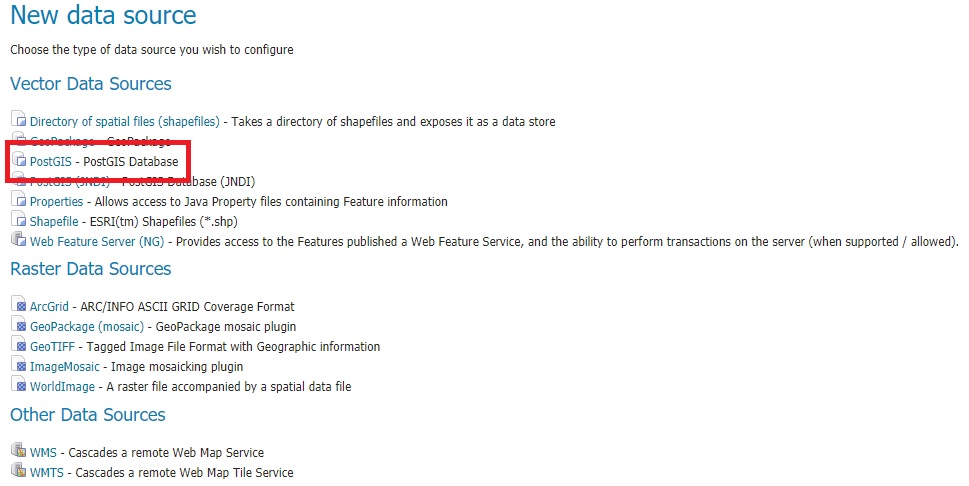 New data source
Choose the type of data source you wish to configure
Vector Data Sources
Directory of spatial files (shapefiles) - Takes a directory of shapefiles and exposes it as a data store
GeoPackage - GeoPackage
PostGIS - PostGIS Database
PostGIS (JNDI) - PostGIS Database (JNDI)
Properties - Allows access to Java Property files containing Feature information
Shapefile - ESRI(tm) Shapefiles (*.shp)
Web Feature Server (NG) - Provides access to the Features published a Web Feature Service, and the ability to perform transactions on the server (when supported / allowed).
Raster Data Sources
ArcGrid - ARC/INFO ASCII GRID Coverage Format
GeoPackage (mosaic) - GeoPackage mosaic plugin
GeoTIFF - Tagged Image File Format with Geographic information
ImageMosaic - Image mosaicking plugin
WorldImage - A raster file accompanied by a spatial data file
Other Data Sources
WMS - Cascades a remote Web Map Service
WMTS - Cascades a remote Web Map Tile Service